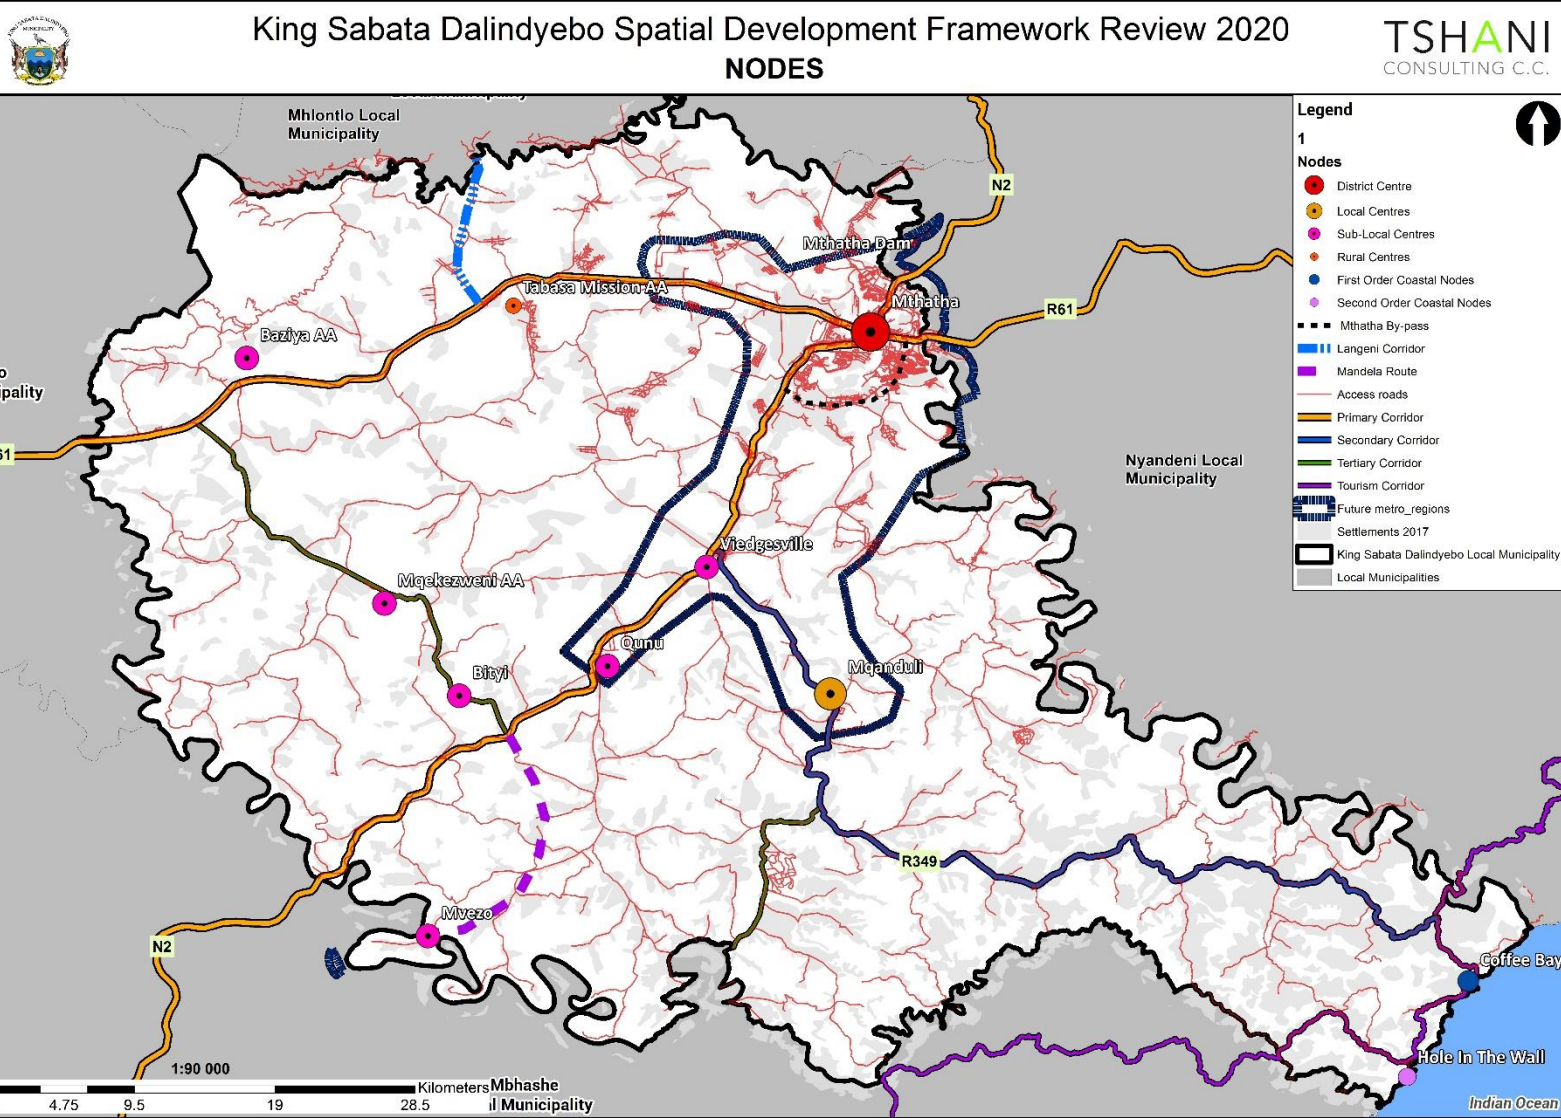 King Sabata Dalindyebo Spatial Development Framework Review 2020
NODES
TSHANI
CONSULTING C.C.
Mhlontlo Local
Municipality
Legend
1
Nodes
District Centre
Local Centres
Sub-Local Centres
Rural Centres
First Order Coastal Nodes
Second Order Coastal Nodes
Mthatha By-pass
Langeni Corridor
Mandela Route
Access roads
Primary Corridor
Secondary Corridor
Tertiary Corridor
Tourism Corridor
Future metro_regions
Settlements 2017
King Sabata Dalindyebo Local Municipality
Local Municipalities
N2
Mthatha Dam
Tabasa Mission AA
Mthatha
R61
Baziya AA
o
ipality
61
Nyandeni Local
Municipality
Viedgesville
Mqekezweni AA
Qunu
Mqanduli
Bityi
R349
Mvezo
N2
Coffee Bay
Hole In The Wall
Indian Ocean
1:90 000
Kilometers
4.75 9.5 19 28.5
Mbhashe
l Municipality